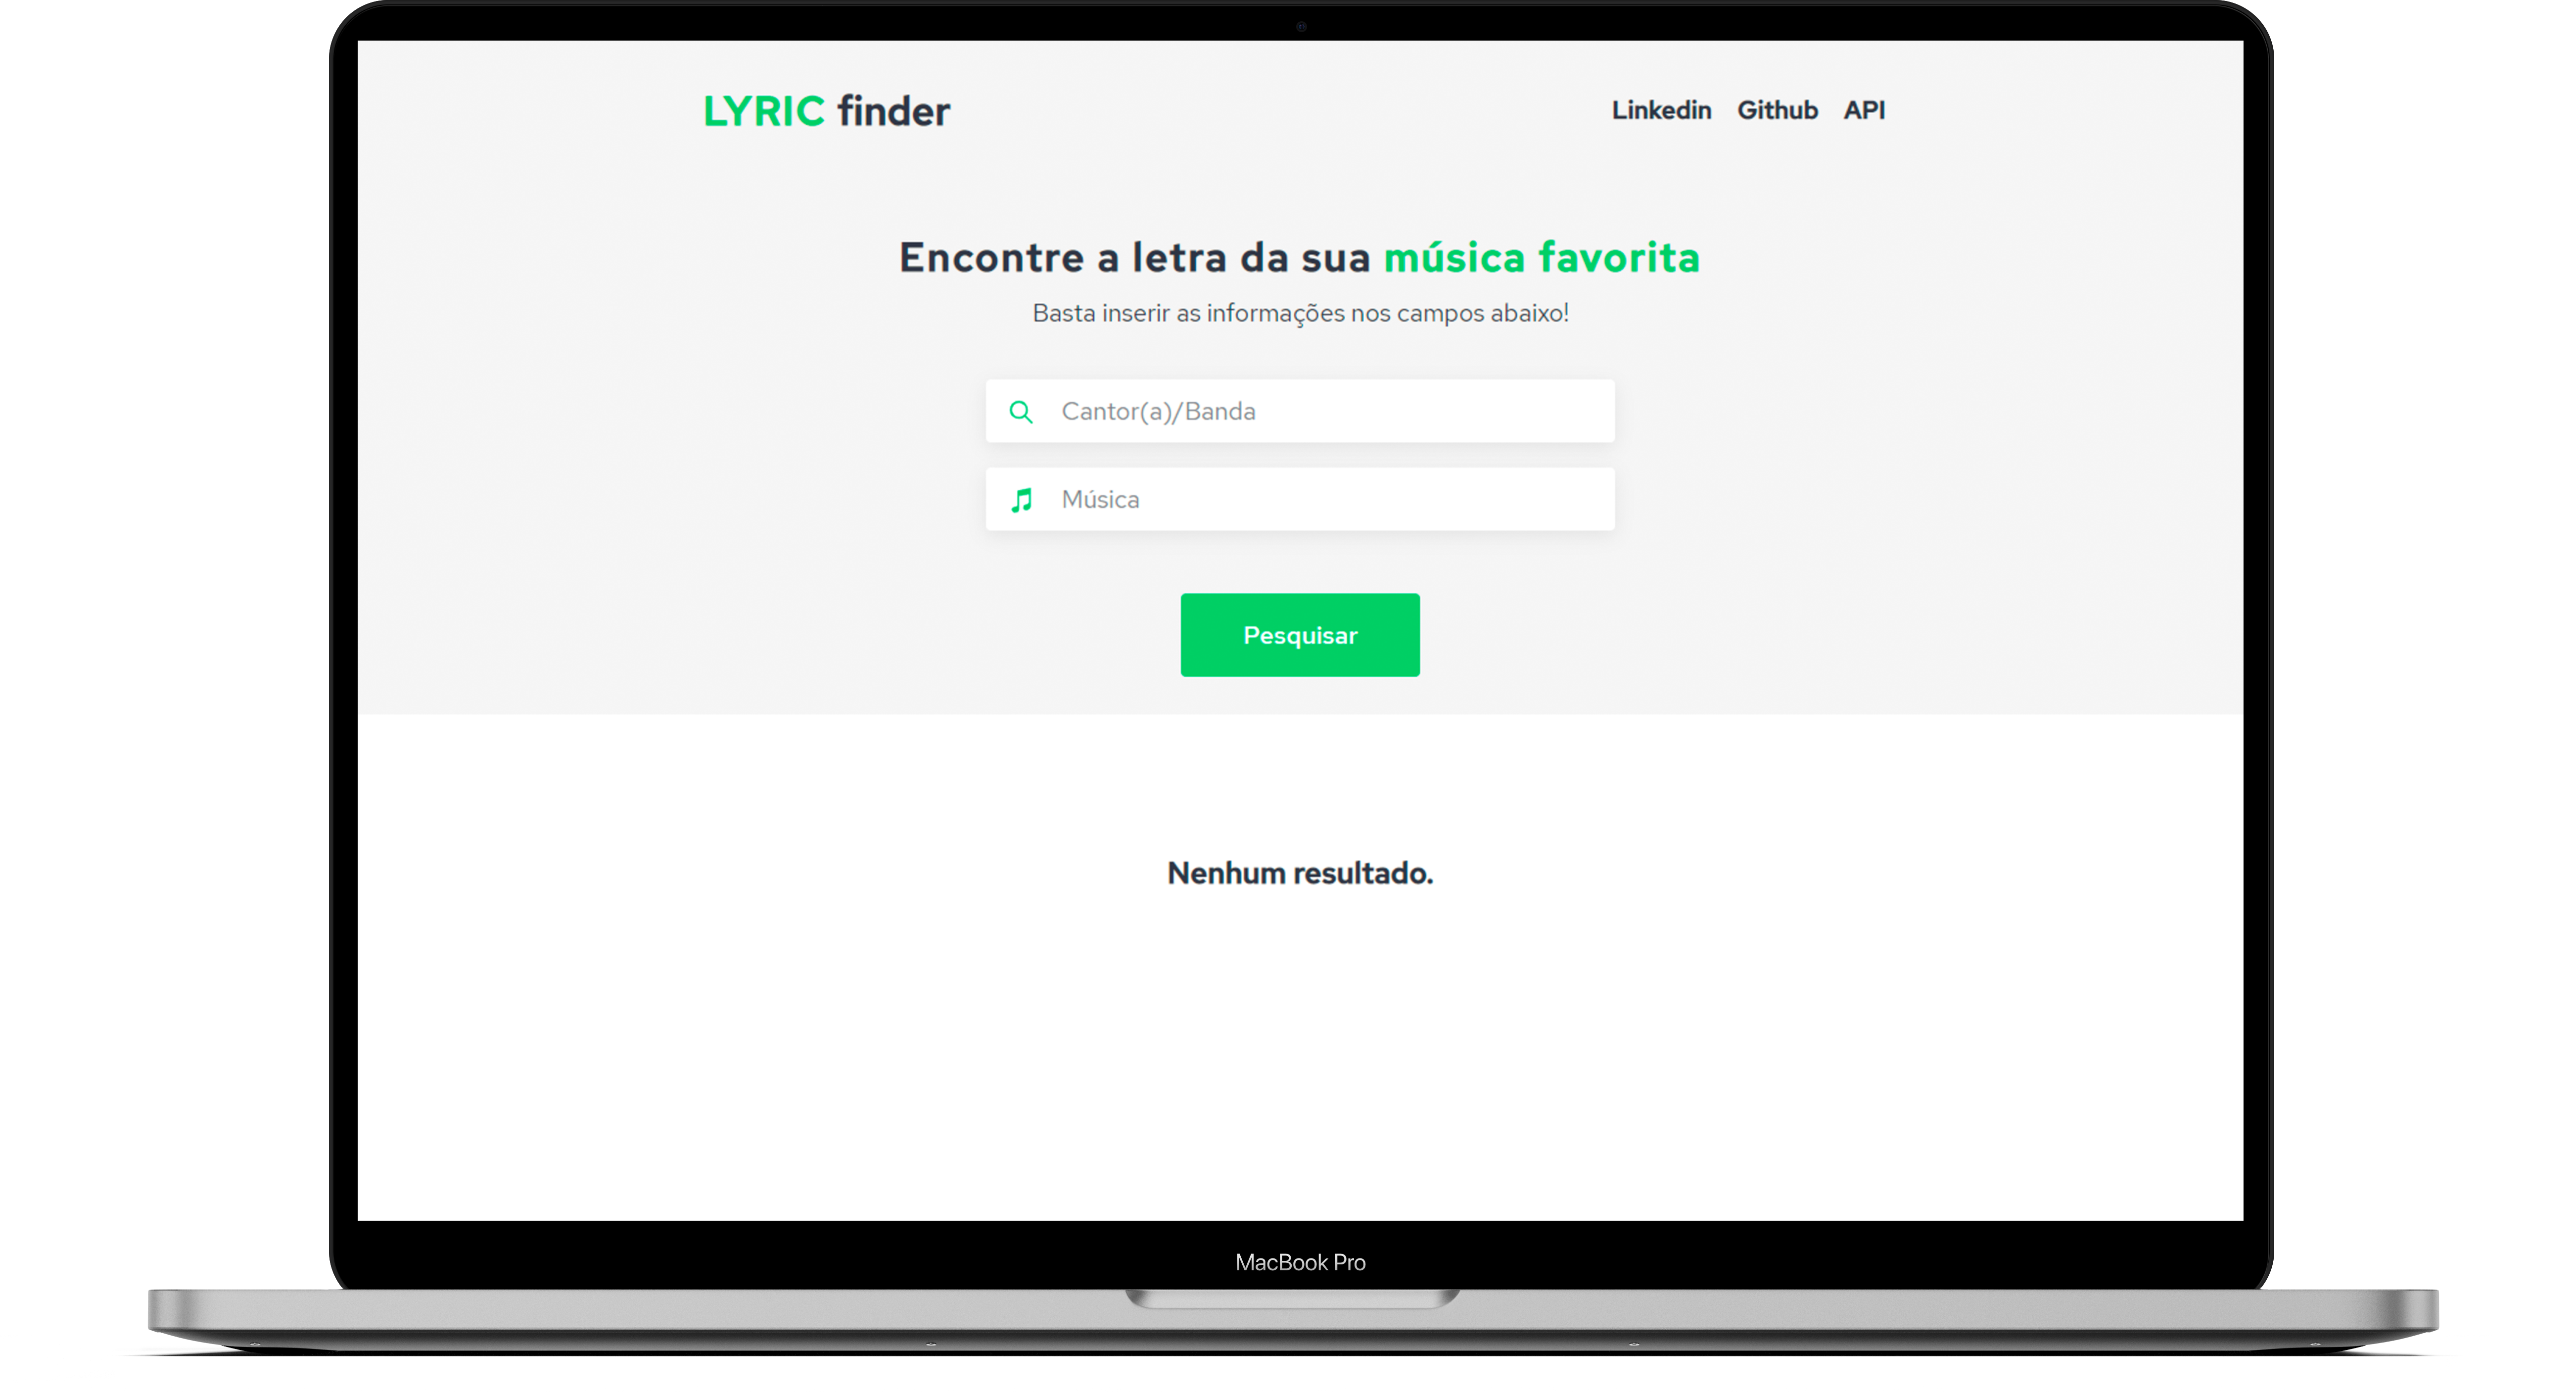 LYRIC finder
Linkedin Github API
Encontre a letra da sua música favorita
Basta inserir as informações nos campos abaixo!
Cantor(a)/Banda
Música
Pesquisar
Nenhum resultado.
MacBook Pro